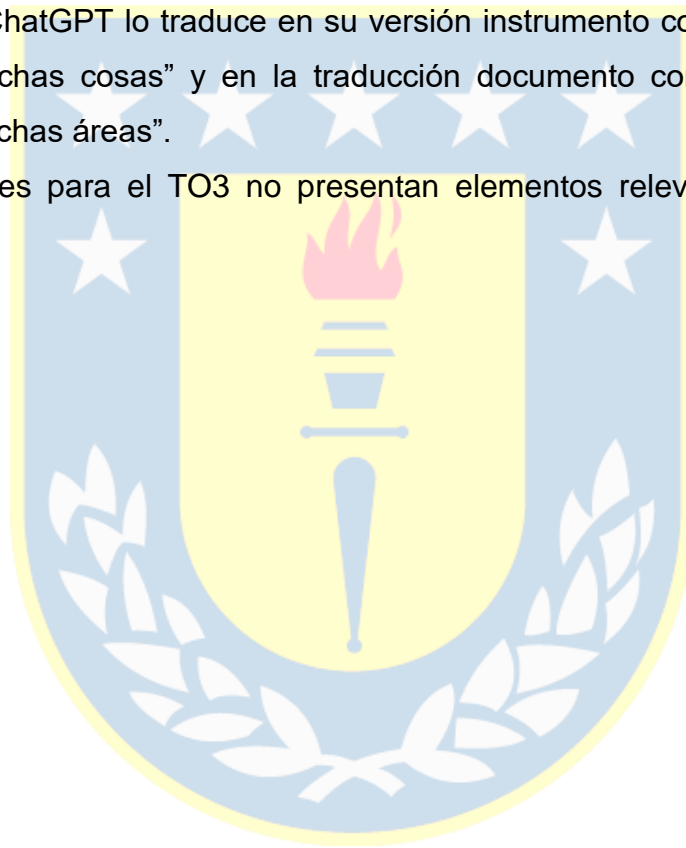 ChatGPT lo traduce en su versión instrumento co
chas cosas” y en la traducción documento co
chas áreas”.
es para el TO3 no presentan elementos relev